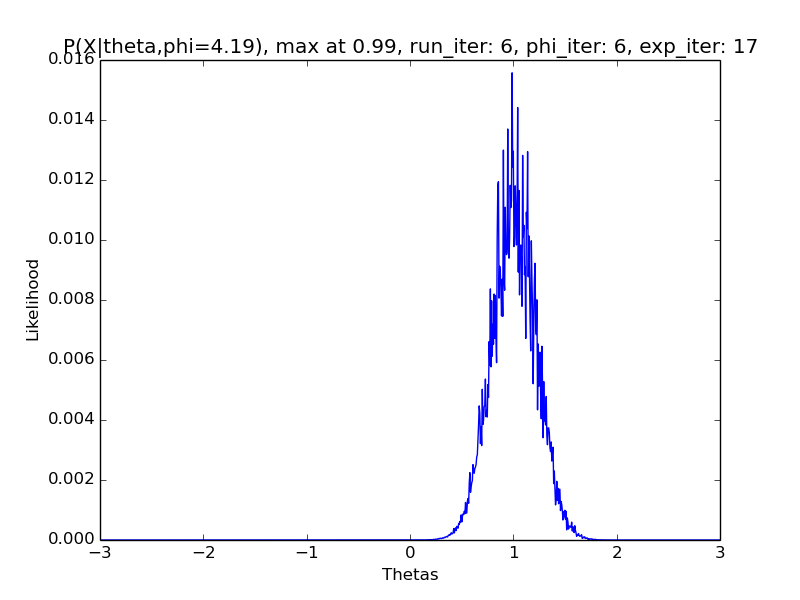 P(X|theta,phi=4.19), max at 0.99, run_iter: 6, phi_iter: 6, exp_iter: 17
0.016
0.014
0.012
0.010
0.008
0.006
0.004
0.002
0.000
Likelihood
−3 −2 −1 0 1 2 3
Thetas